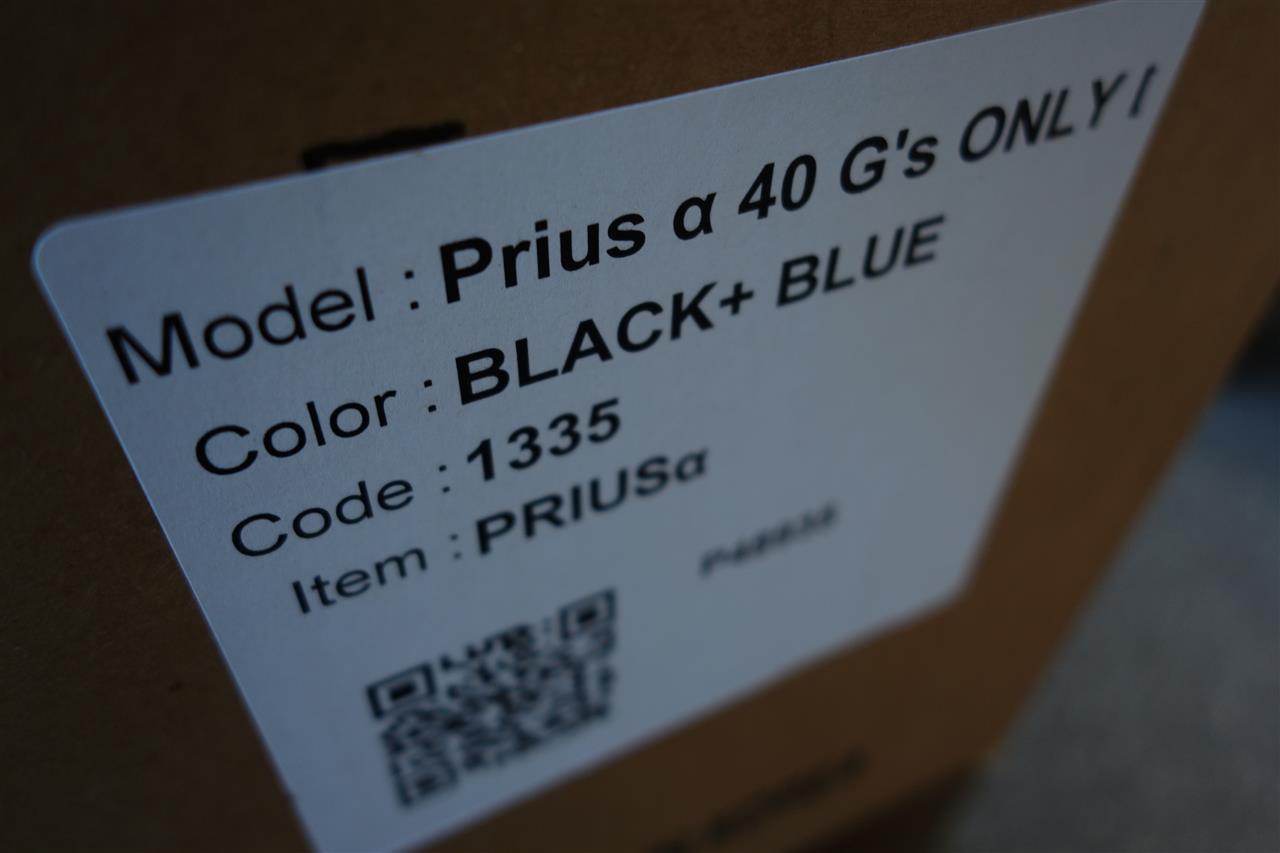 Model : Prius α 40 G's ONLY!
Color : BLACK+ BLUE
Code : 1335
Item : PRIUSα